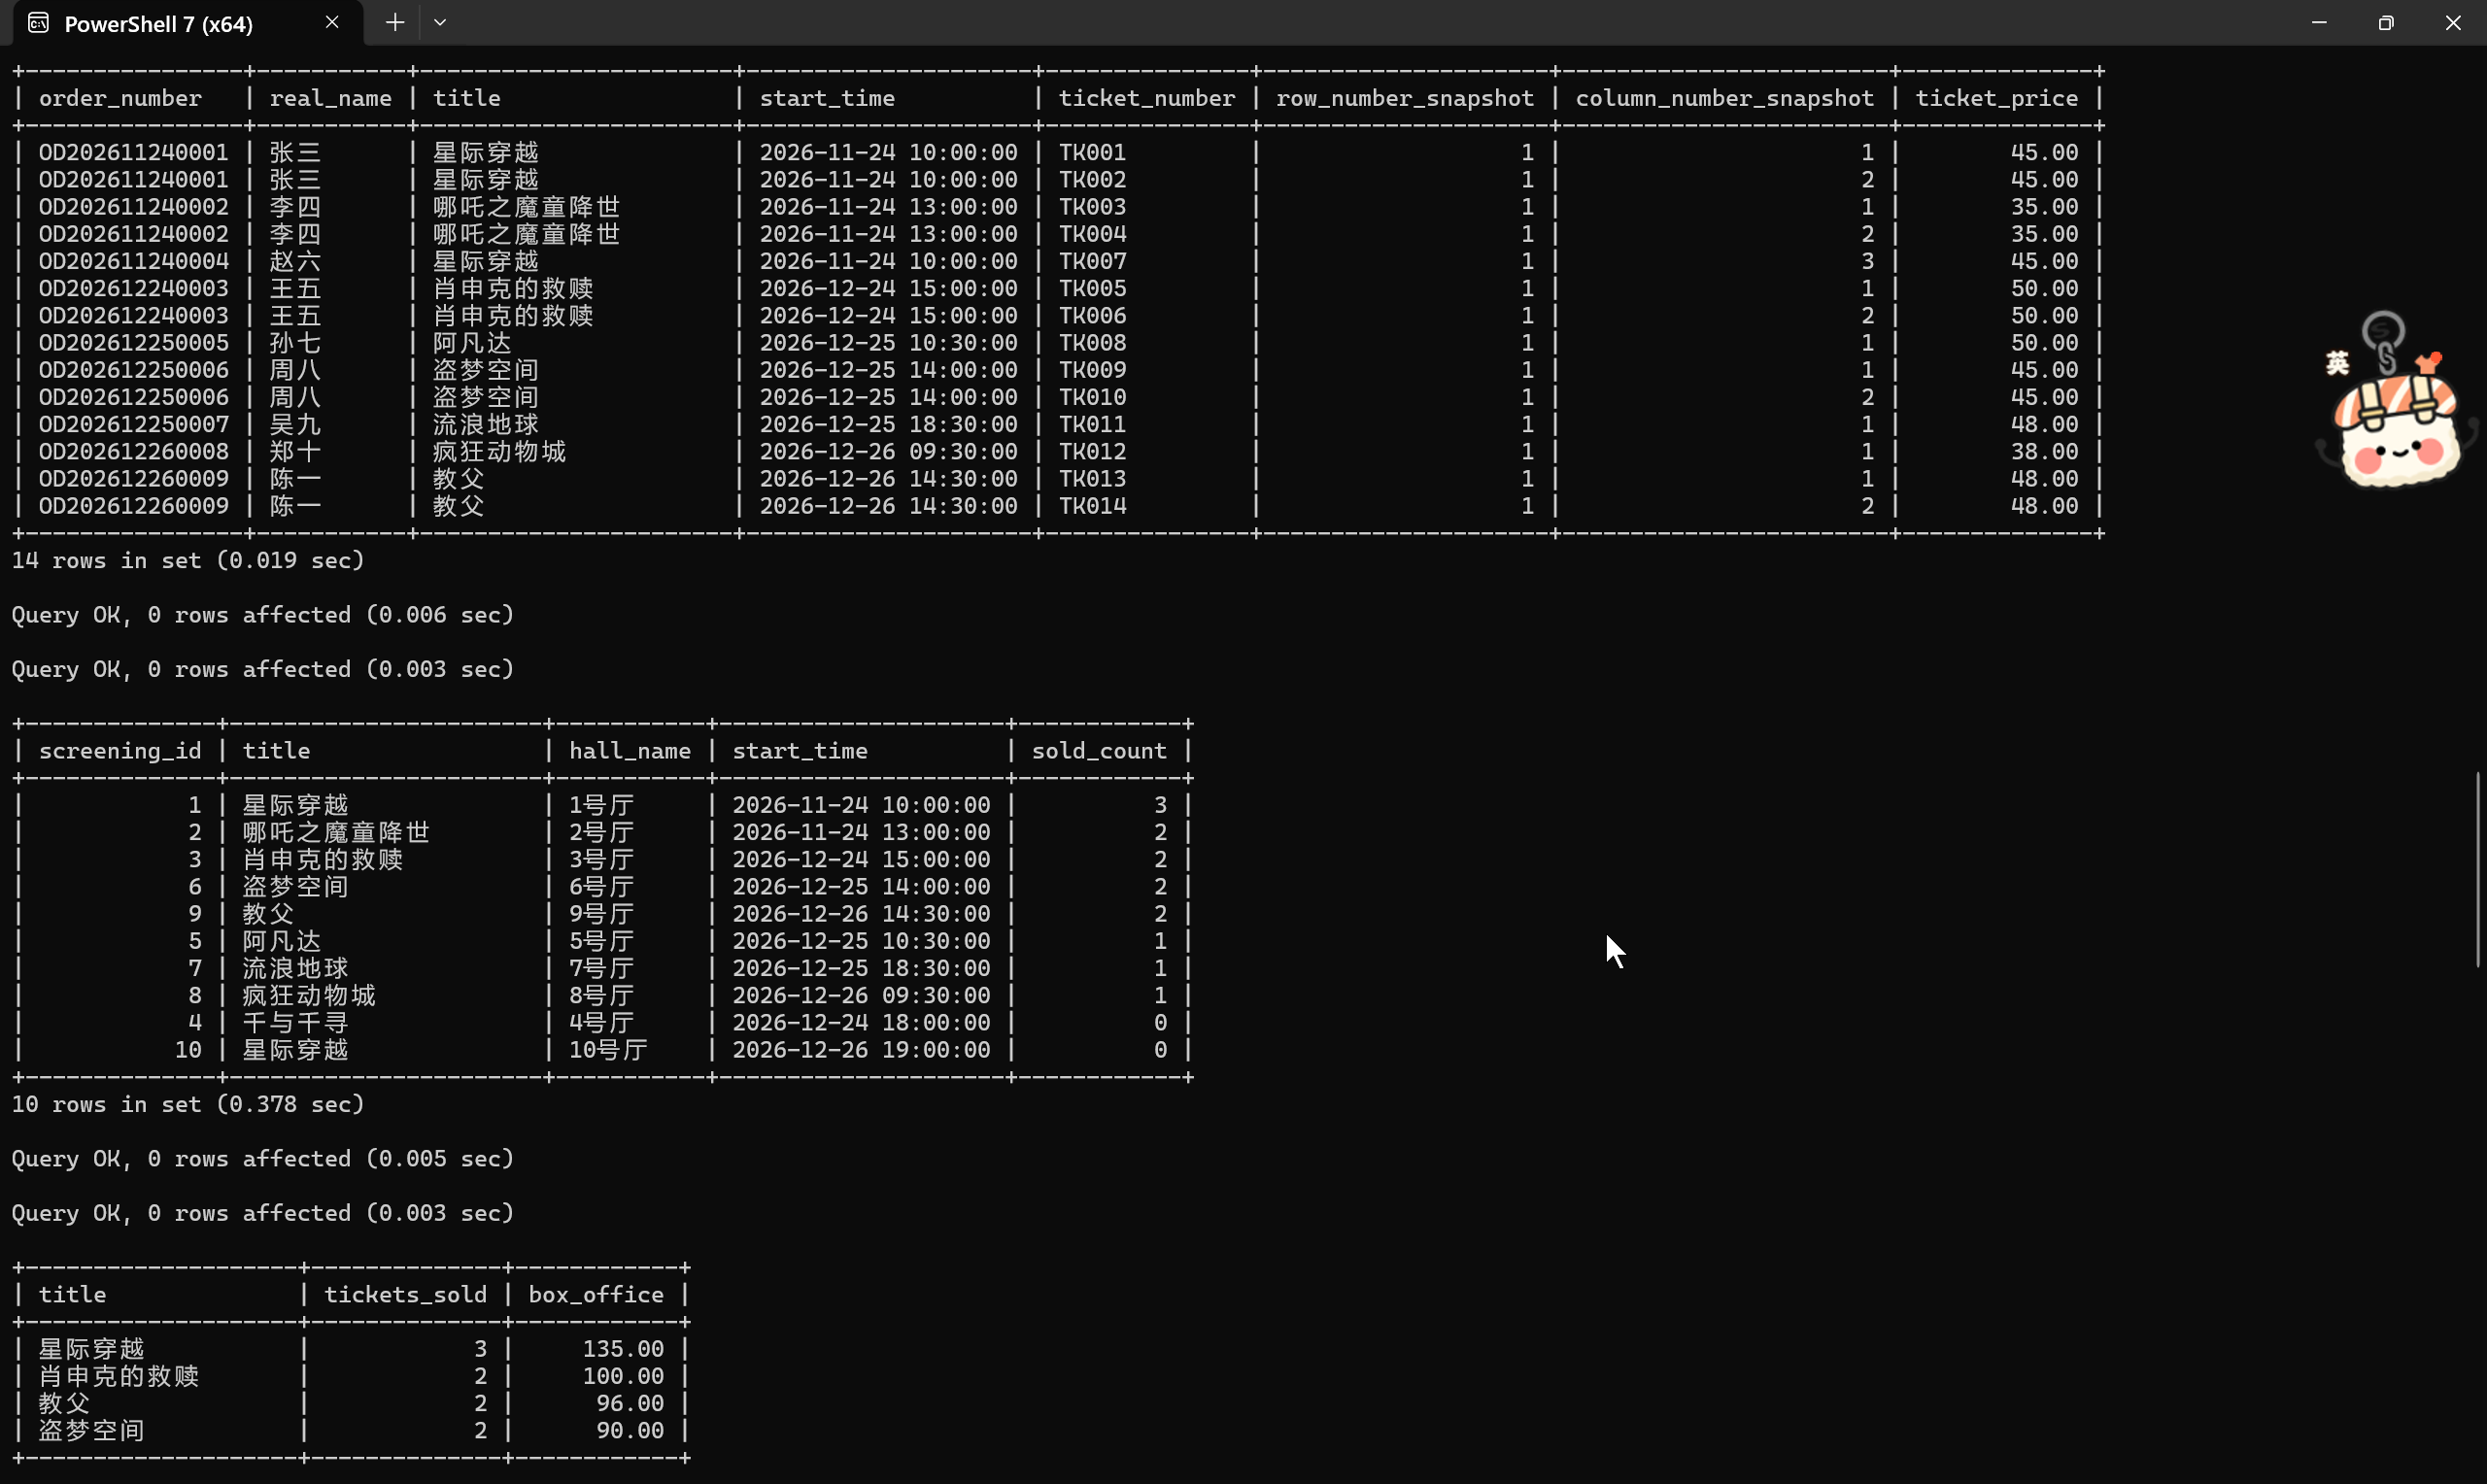 PowerShell 7 (x64)
| order_number | real_name | title | start_time | ticket_number | row_number_snapshot | column_number_snapshot | ticket_price |
| OD202611240001 | 张三 | 星际穿越 | 2026-11-24 10:00:00 | TK001 | 1 | 1 | 45.00 |
| OD202611240001 | 张三 | 星际穿越 | 2026-11-24 10:00:00 | TK002 | 1 | 2 | 45.00 |
| OD202611240002 | 李四 | 哪吒之魔童降世 | 2026-11-24 13:00:00 | TK003 | 1 | 1 | 35.00 |
| OD202611240002 | 李四 | 哪吒之魔童降世 | 2026-11-24 13:00:00 | TK004 | 1 | 2 | 35.00 |
| OD202611240004 | 赵六 | 星际穿越 | 2026-11-24 10:00:00 | TK007 | 1 | 3 | 45.00 |
| OD202612240003 | 王五 | 肖申克的救赎 | 2026-12-24 15:00:00 | TK005 | 1 | 1 | 50.00 |
| OD202612240003 | 王五 | 肖申克的救赎 | 2026-12-24 15:00:00 | TK006 | 1 | 2 | 50.00 |
| OD202612250005 | 孙七 | 阿凡达 | 2026-12-25 10:30:00 | TK008 | 1 | 1 | 50.00 |
| OD202612250006 | 周八 | 盗梦空间 | 2026-12-25 14:00:00 | TK009 | 1 | 1 | 45.00 |
| OD202612250006 | 周八 | 盗梦空间 | 2026-12-25 14:00:00 | TK010 | 1 | 2 | 45.00 |
| OD202612250007 | 吴九 | 流浪地球 | 2026-12-25 18:30:00 | TK011 | 1 | 1 | 48.00 |
| OD202612260008 | 郑十 | 疯狂动物城 | 2026-12-26 09:30:00 | TK012 | 1 | 1 | 38.00 |
| OD202612260009 | 陈一 | 教父 | 2026-12-26 14:30:00 | TK013 | 1 | 1 | 48.00 |
| OD202612260009 | 陈一 | 教父 | 2026-12-26 14:30:00 | TK014 | 1 | 2 | 48.00 |
14 rows in set (0.019 sec)
Query OK, 0 rows affected (0.006 sec)
Query OK, 0 rows affected (0.003 sec)
| screening_id | title | hall_name | start_time | sold_count |
| 1 | 星际穿越 | 1号厅 | 2026-11-24 10:00:00 | 3 |
| 2 | 哪吒之魔童降世 | 2号厅 | 2026-11-24 13:00:00 | 2 |
| 3 | 肖申克的救赎 | 3号厅 | 2026-12-24 15:00:00 | 2 |
| 6 | 盗梦空间 | 6号厅 | 2026-12-25 14:00:00 | 2 |
| 9 | 教父 | 9号厅 | 2026-12-26 14:30:00 | 2 |
| 5 | 阿凡达 | 5号厅 | 2026-12-25 10:30:00 | 1 |
| 7 | 流浪地球 | 7号厅 | 2026-12-25 18:30:00 | 1 |
| 8 | 疯狂动物城 | 8号厅 | 2026-12-26 09:30:00 | 1 |
| 4 | 千与千寻 | 4号厅 | 2026-12-24 18:00:00 | 0 |
| 10 | 星际穿越 | 10号厅 | 2026-12-26 19:00:00 | 0 |
10 rows in set (0.378 sec)
Query OK, 0 rows affected (0.005 sec)
Query OK, 0 rows affected (0.003 sec)
| title | tickets_sold | box_office |
| 星际穿越 | 3 | 135.00 |
| 肖申克的救赎 | 2 | 100.00 |
| 教父 | 2 | 96.00 |
| 盗梦空间 | 2 | 90.00 |
英